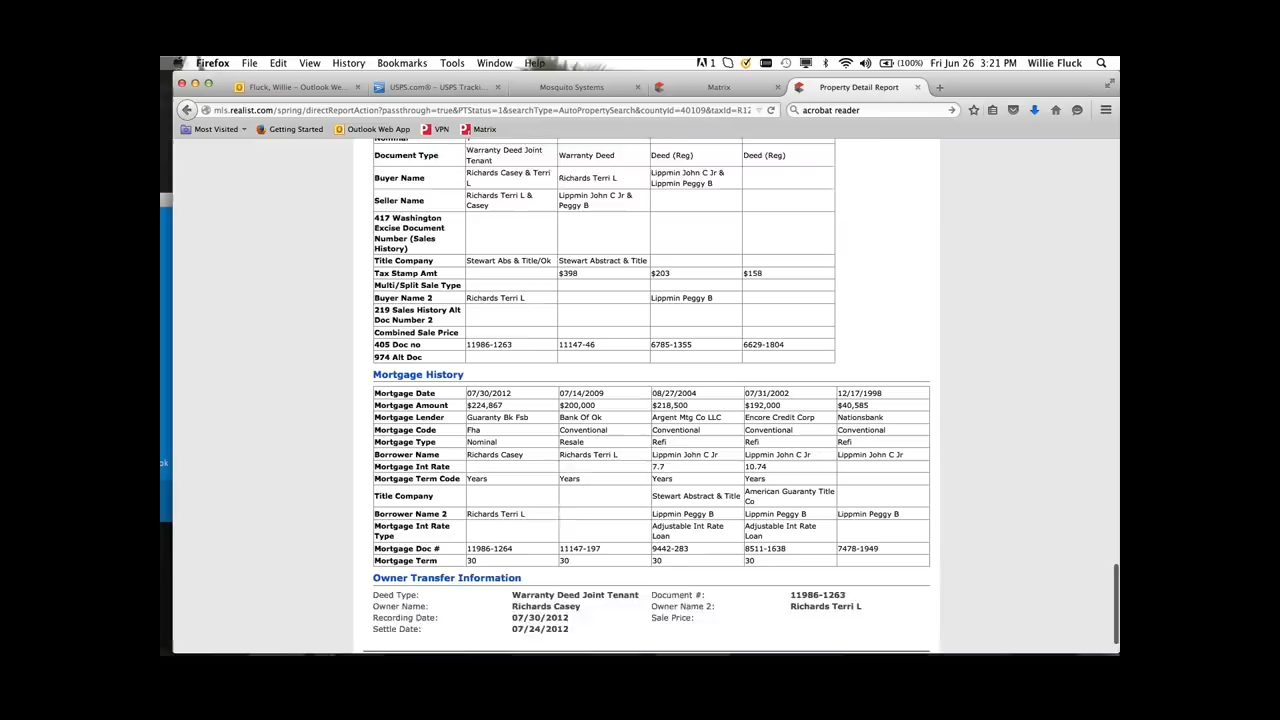 Firefox File Edit View History Bookmarks Tools Window Help 1 (100%) Fri Jun 26 3:21 PM Willie Fluck
Fluck, Willie – Outlook We... × USPS.com® – USPS Tracki... × Mosquito Systems × Matrix × Property Detail Report × +
mls.realist.com/spring/directReportAction?passthrough=true&PTStatus=1&searchType=AutoPropertySearch&countyId=40109&taxId=R12 acrobat reader
Most Visited Getting Started Outlook Web App VPN Matrix
Document Type Warranty Deed Joint Tenant Warranty Deed Deed (Reg) Deed (Reg)
Buyer Name Richards Casey & Terri L Richards Terri L Lippmin John C Jr & Lippmin Peggy B
Seller Name Richards Terri L & Casey Lippmin John C Jr & Peggy B
417 Washington
Excise Document
Number (Sales
History)
Title Company Stewart Abs & Title/Ok Stewart Abstract & Title
Tax Stamp Amt $398 $203 $158
Multi/Split Sale Type
Buyer Name 2 Richards Terri L Lippmin Peggy B
219 Sales History Alt
Doc Number 2
Combined Sale Price
405 Doc no 11986-1263 11147-46 6785-1355 6629-1804
974 Alt Doc
Mortgage History
Mortgage Date 07/30/2012 07/14/2009 08/27/2004 07/31/2002 12/17/1998
Mortgage Amount $224,867 $200,000 $218,500 $192,000 $40,585
Mortgage Lender Guaranty Bk Fsb Bank Of Ok Argent Mtg Co LLC Encore Credit Corp Nationsbank
Mortgage Code Fha Conventional Conventional Conventional Conventional
Mortgage Type Nominal Resale Refi Refi Refi
Borrower Name Richards Casey Richards Terri L Lippmin John C Jr Lippmin John C Jr Lippmin John C Jr
Mortgage Int Rate 7.7 10.74
Mortgage Term Code Years Years Years Years
Title Company Stewart Abstract & Title American Guaranty Title Co
Borrower Name 2 Richards Terri L Lippmin Peggy B Lippmin Peggy B Lippmin Peggy B
Mortgage Int Rate Type Adjustable Int Rate Loan Adjustable Int Rate Loan
Mortgage Doc # 11986-1264 11147-197 9442-283 8511-1638 7478-1949
Mortgage Term 30 30 30 30
Owner Transfer Information
Deed Type: Warranty Deed Joint Tenant Document #: 11986-1263
Owner Name: Richards Casey Owner Name 2: Richards Terri L
Recording Date: 07/30/2012 Sale Price:
Settle Date: 07/24/2012